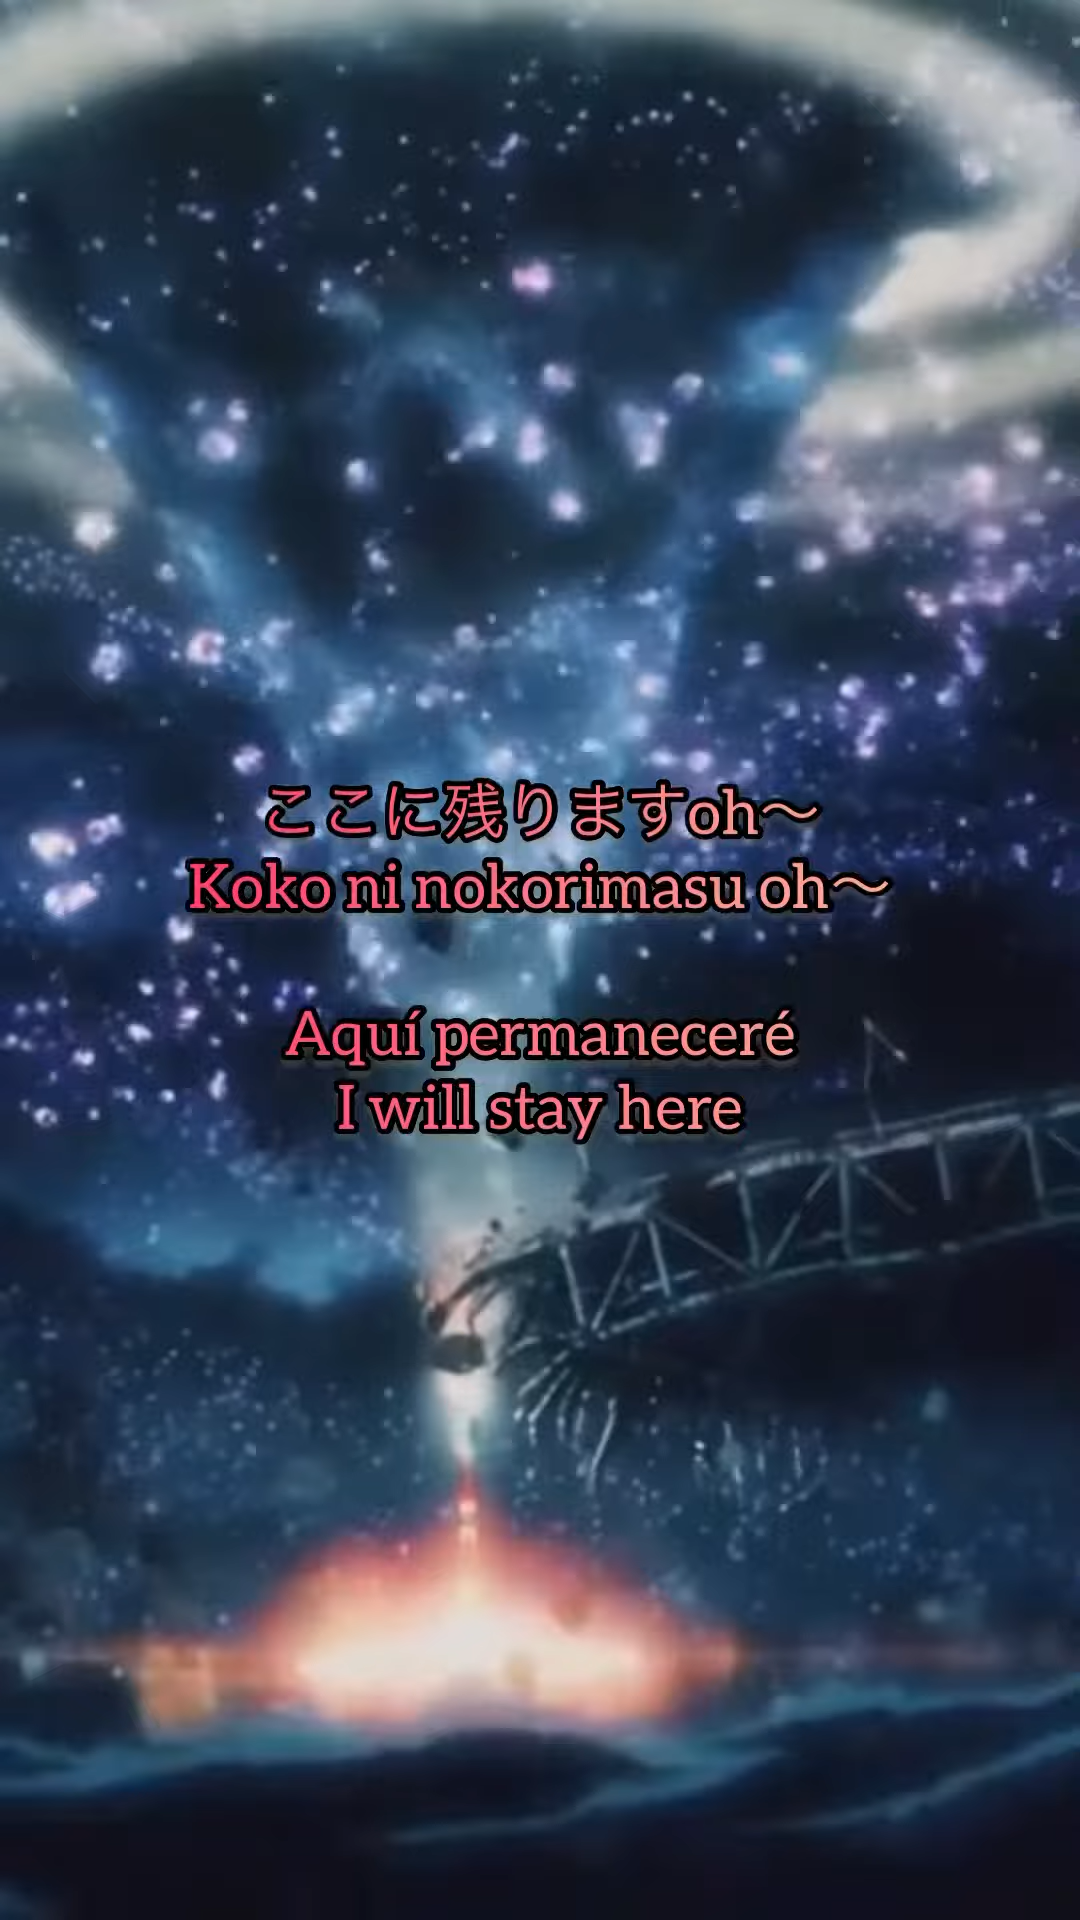 ここに残りますoh〜
Koko ni nokorimasu oh〜
Aquí permaneceré
I will stay here